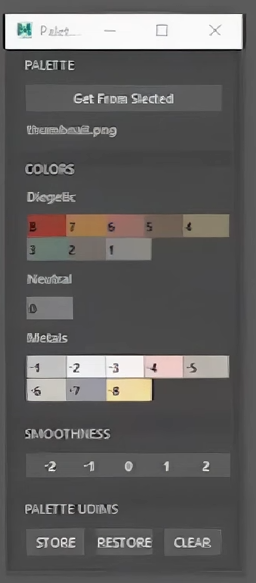 Palet...
PALETTE
Get From Slected
thumbnail.png
COLORS
Diegetic
8 7 6 5 4
3 2 1
Neutral
0
Metals
-1 -2 -3 -4 -5
-6 -7 -8
SMOOTHNESS
-2 -1 0 1 2
PALETTE UDIMS
STORE RESTORE CLEAR